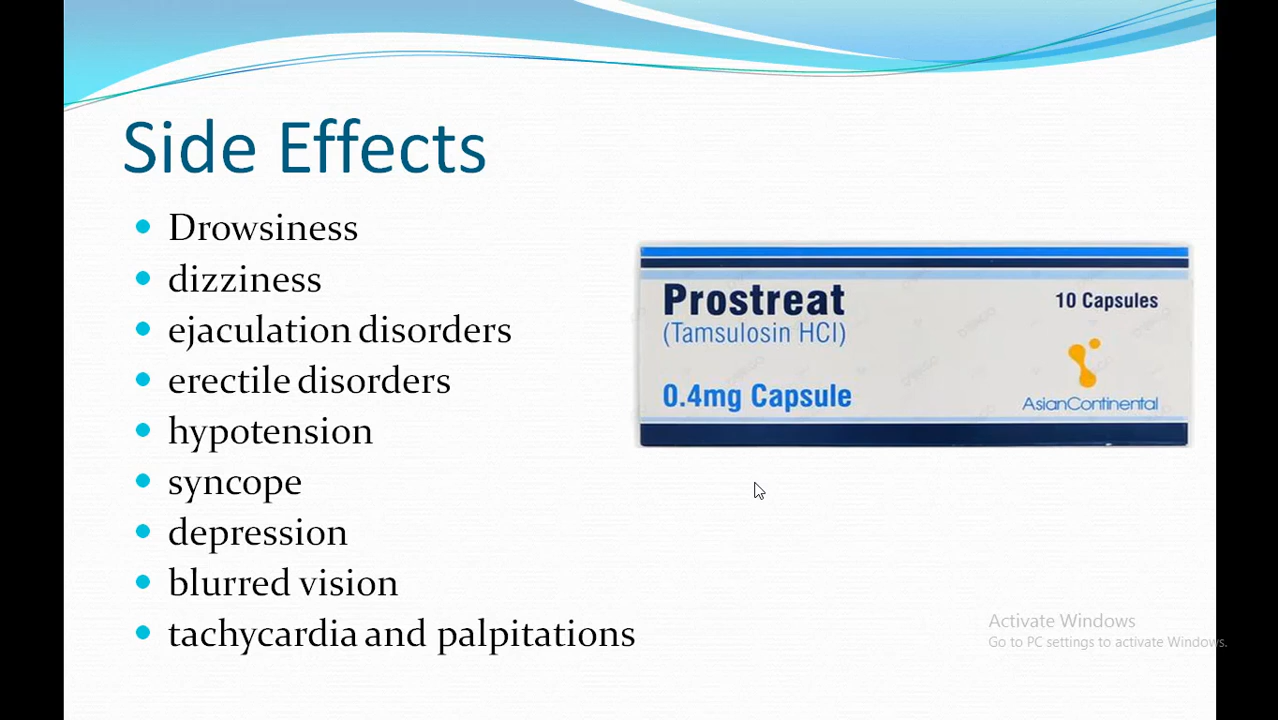 Side Effects
Drowsiness
dizziness
ejaculation disorders
erectile disorders
hypotension
syncope
depression
blurred vision
tachycardia and palpitations
Prostreat
(Tamsulosin HCl)
0.4mg Capsule
10 Capsules
AsianContinental
Activate Windows
Go to PC settings to activate Windows.